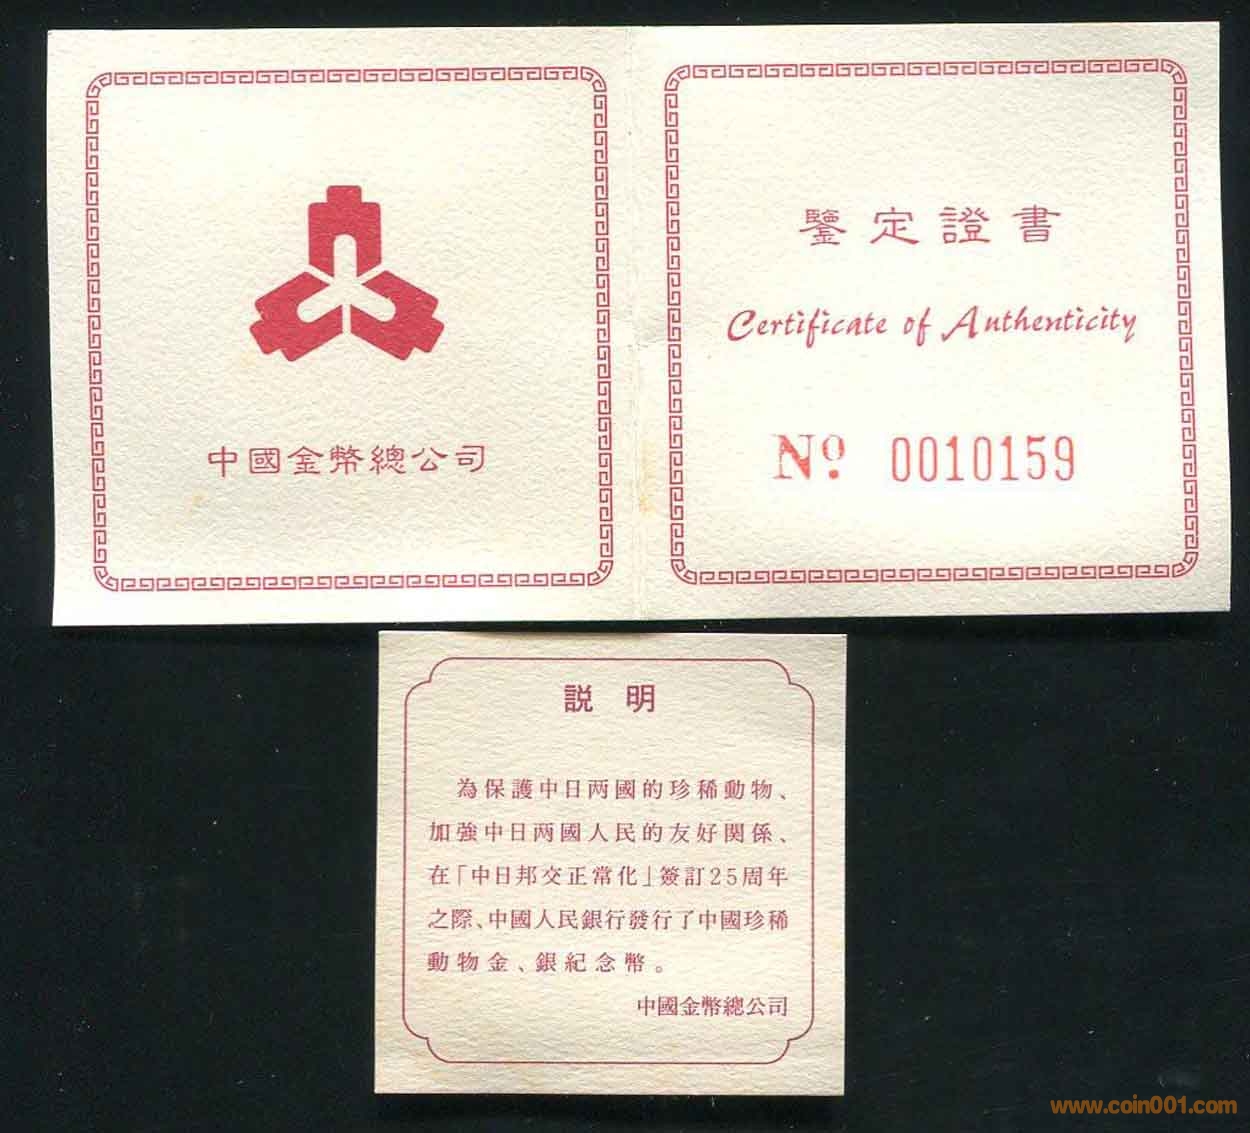 中國金幣總公司
鑒定證書
Certificate of Authenticity
No. 0010159
説明
為保護中日两國的珍稀動物、
加強中日两國人民的友好関係、
在「中日邦交正常化」簽訂25周年
之際、中國人民銀行發行了中國珍稀
動物金、銀紀念幣。
中國金幣總公司
www.coin001.com